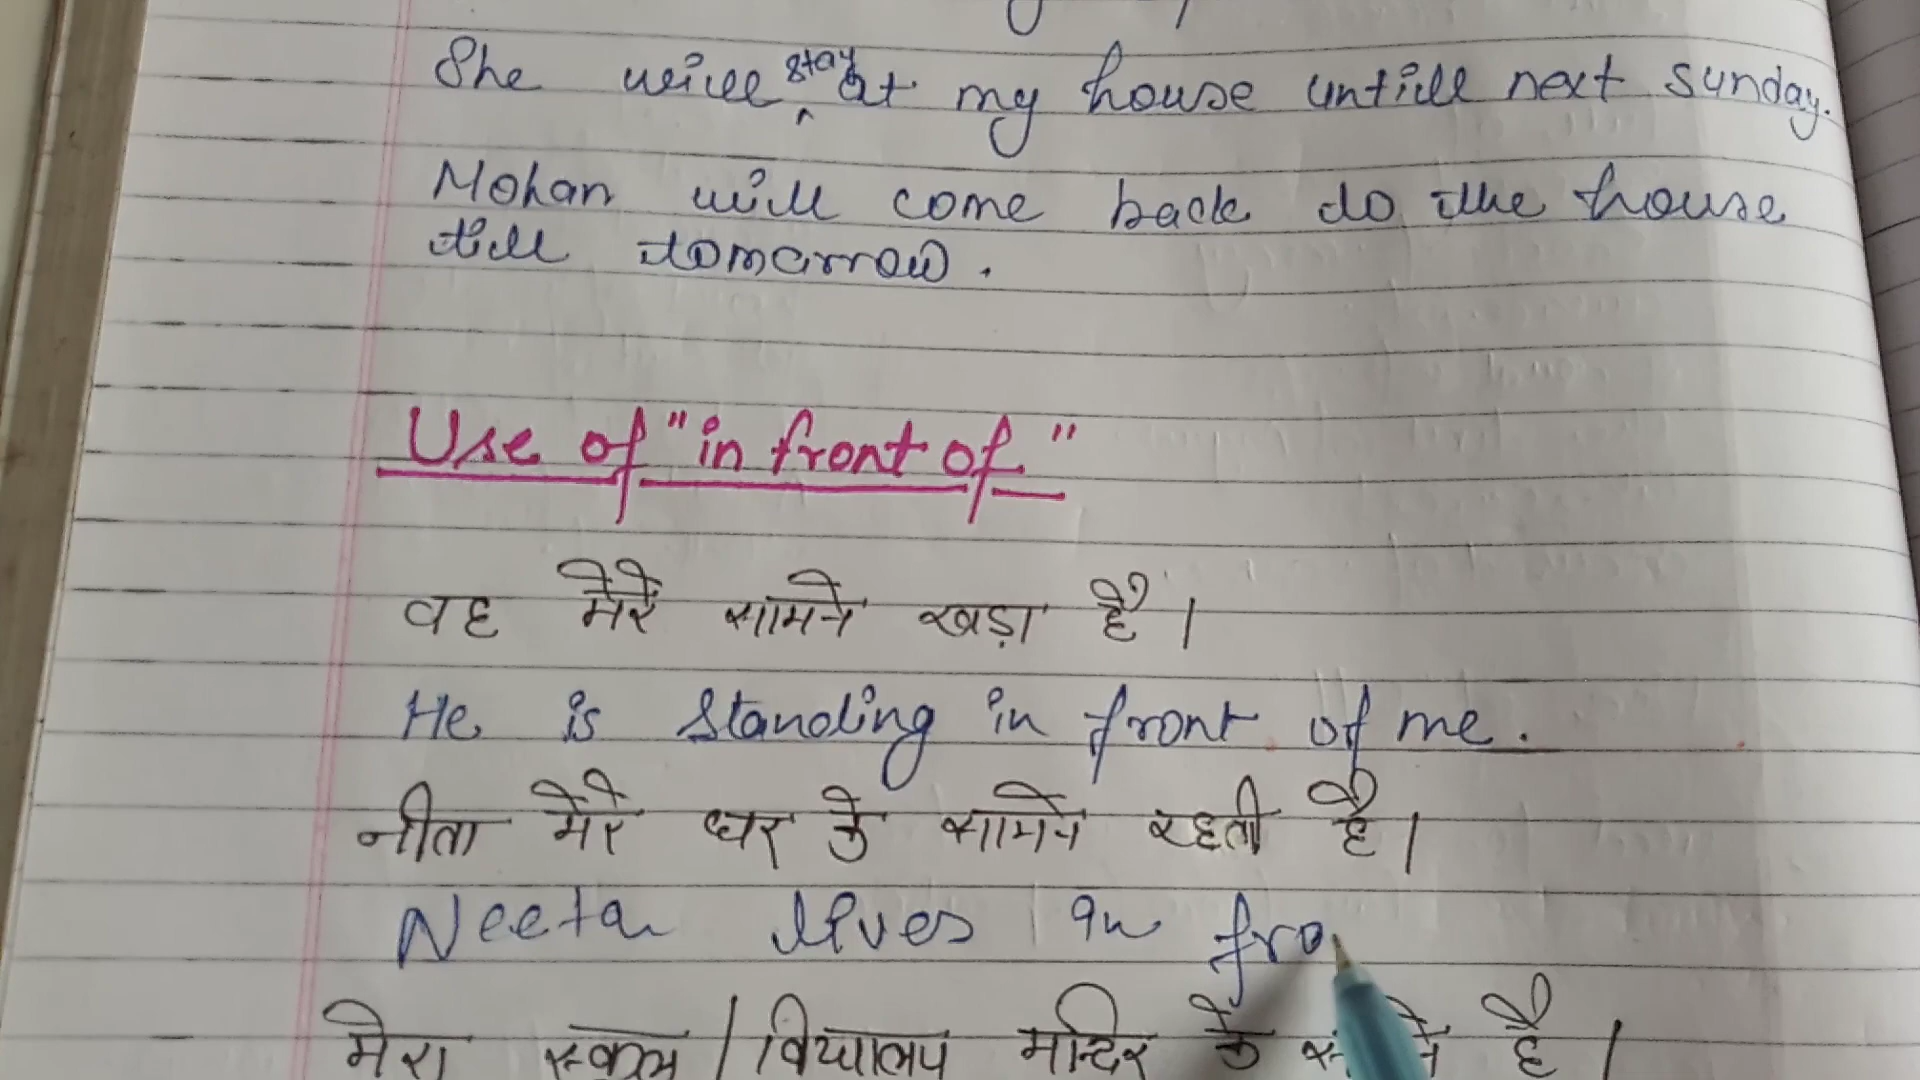 She will stay at my house untill next sunday.
Mohan will come back to the house
till tomarrow.
Use of "in front of"
वह मेरे सामने खड़ा है।
He is standing in front of me.
नीता मेरे घर के सामने रहती है।
Neeta lives in fro
मेरा स्कूल / विद्यालय मन्दिर के है।